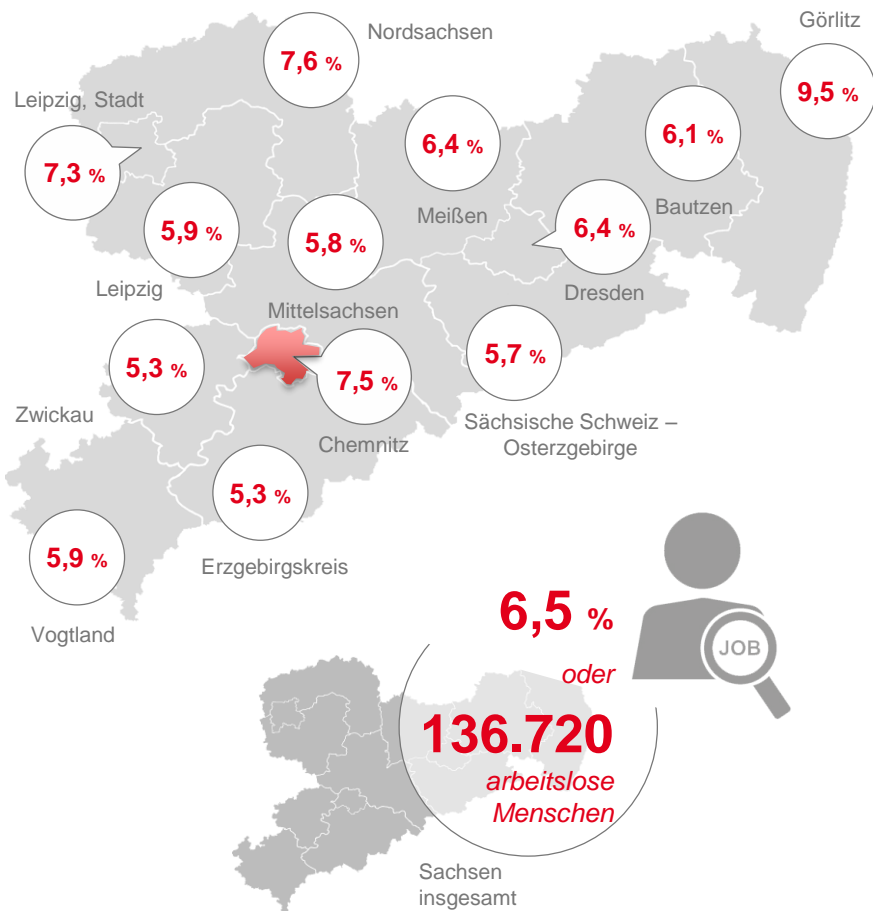 Görlitz
9,5 %
Nordsachsen
7,6 %
Leipzig, Stadt
7,3 %
6,4 %
Meißen
6,1 %
Bautzen
5,9 %
Leipzig
5,8 %
Mittelsachsen
6,4 %
Dresden
5,3 %
Zwickau
7,5 %
Chemnitz
5,7 %
Sächsische Schweiz –
Osterzgebirge
5,3 %
Erzgebirgskreis
5,9 %
Vogtland
6,5 %
oder
136.720
arbeitslose
Menschen
JOB
Sachsen
insgesamt